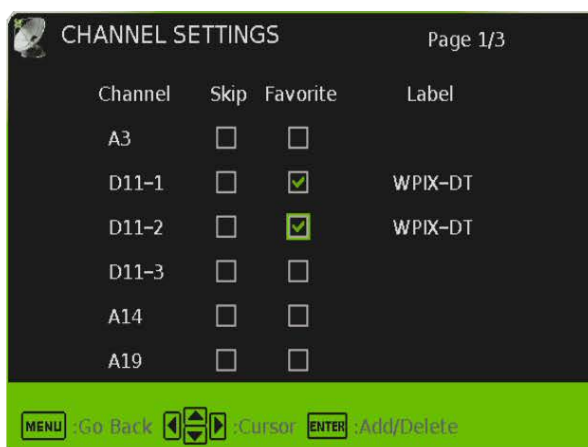 CHANNEL SETTINGS Page 1/3
Channel Skip Favorite Label
A3
D11-1 WPIX-DT
D11-2 WPIX-DT
D11-3
A14
A19
MENU :Go Back :Cursor ENTER :Add/Delete